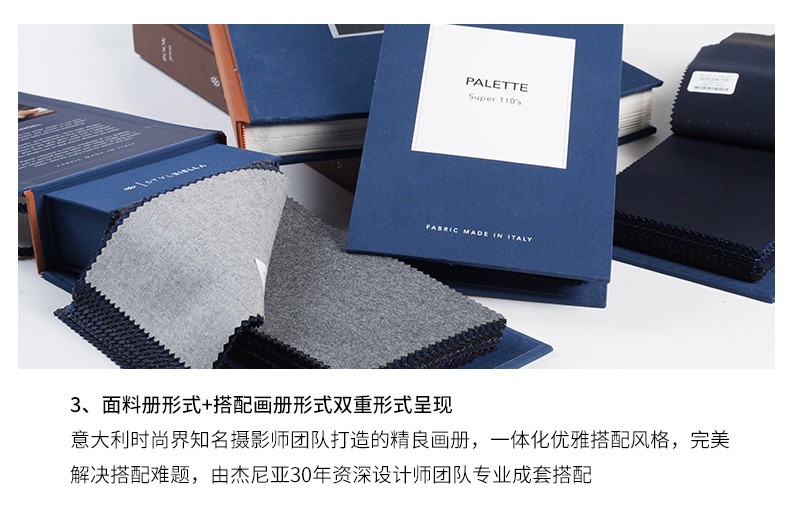 BOOK
PALETTE
Super 110's
STYLBIELLA
FABRIC MADE IN ITALY
3、面料册形式+搭配画册形式双重形式呈现
意大利时尚界知名摄影师团队打造的精良画册，一体化优雅搭配风格，完美
解决搭配难题，由杰尼亚30年资深设计师团队专业成套搭配